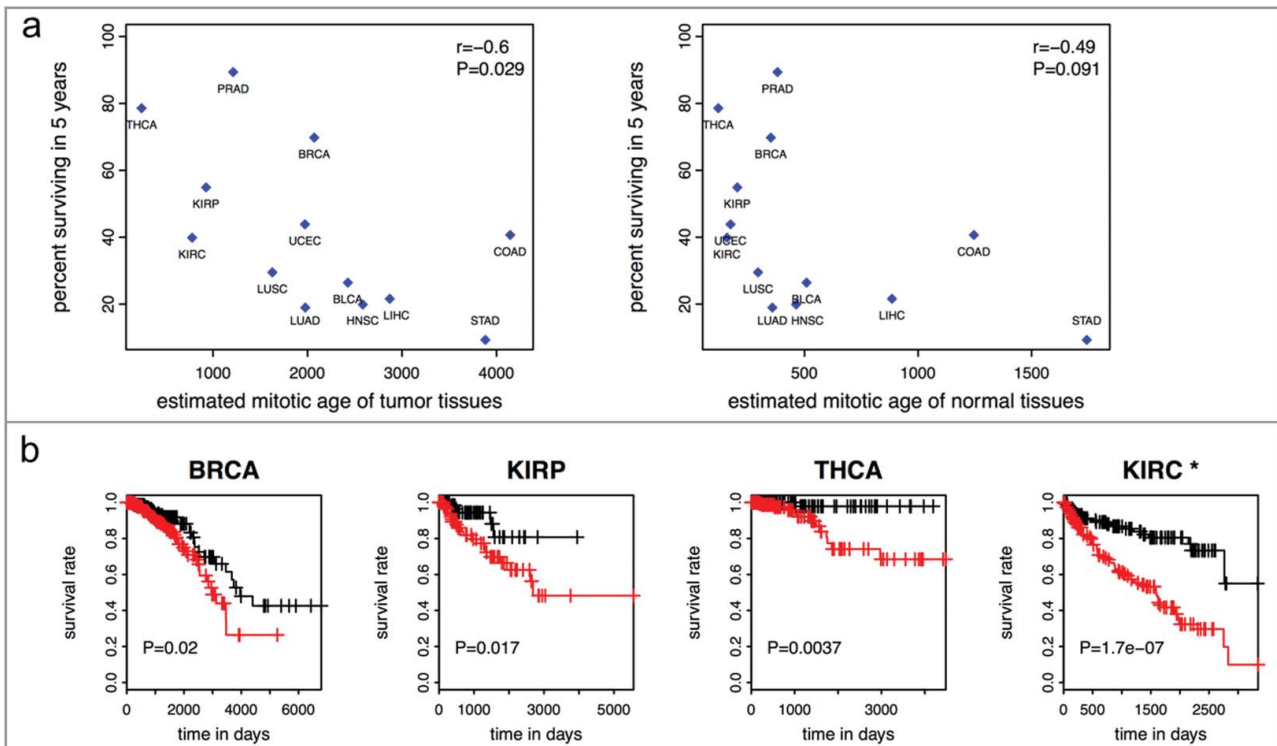 a
percent surviving in 5 years
100
80
60
40
20
r=−0.6
P=0.029
PRAD
THCA
BRCA
KIRP
UCEC
KIRC
COAD
LUSC
BLCA
LUAD
HNSC
LIHC
STAD
1000 2000 3000 4000
estimated mitotic age of tumor tissues
percent surviving in 5 years
100
80
60
40
20
r=−0.49
P=0.091
PRAD
THCA
BRCA
KIRP
UCEC
KIRC
COAD
LUSC
BLCA
LUAD HNSC
LIHC
STAD
500 1000 1500
estimated mitotic age of normal tissues
b
BRCA
survival rate
1.0
0.8
0.6
0.4
0.2
0.0
P=0.02
0 2000 4000 6000
time in days
KIRP
survival rate
1.0
0.8
0.6
0.4
0.2
0.0
P=0.017
0 1000 3000 5000
time in days
THCA
survival rate
1.0
0.8
0.6
0.4
0.2
0.0
P=0.0037
0 1000 3000
time in days
KIRC *
survival rate
1.0
0.8
0.6
0.4
0.2
0.0
P=1.7e−07
0 500 1500 2500
time in days